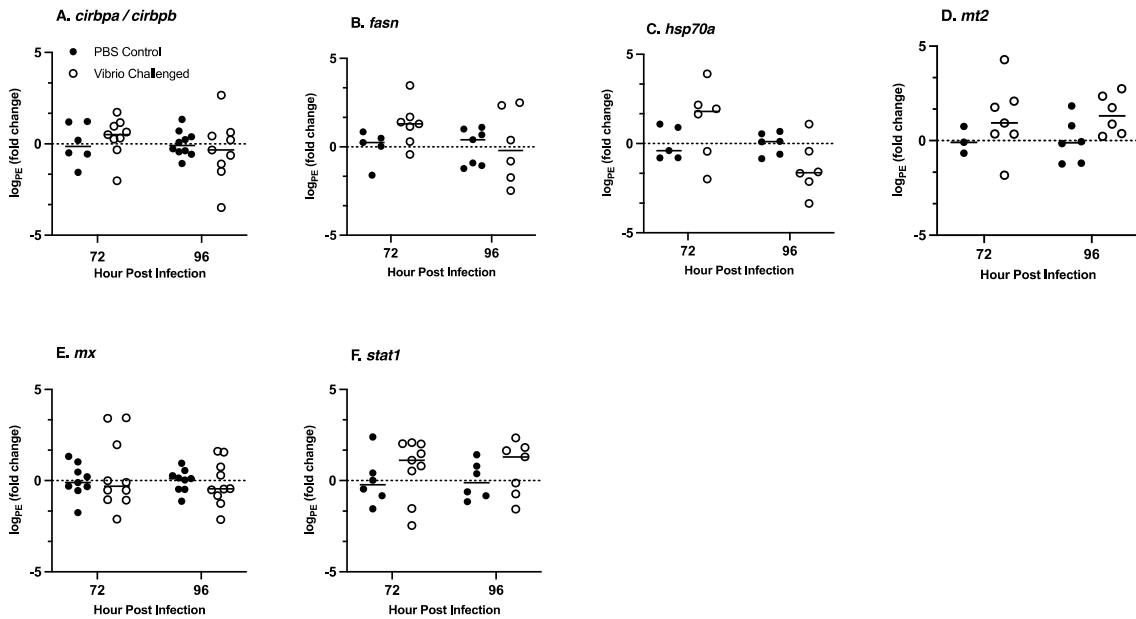 A. cirbpa / cirbpb
5
PBS Control
Vibrio Challenged
log_PE (fold change)
0
-5
72
96
Hour Post Infection
B. fasn
5
log_PE (fold change)
0
-5
72
96
Hour Post Infection
C. hsp70a
5
log_PE (fold change)
0
-5
72
96
Hour Post Infection
D. mt2
5
log_PE (fold change)
0
-5
72
96
Hour Post Infection
E. mx
5
log_PE (fold change)
0
-5
72
96
Hour Post Infection
F. stat1
5
log_PE (fold change)
0
-5
72
96
Hour Post Infection